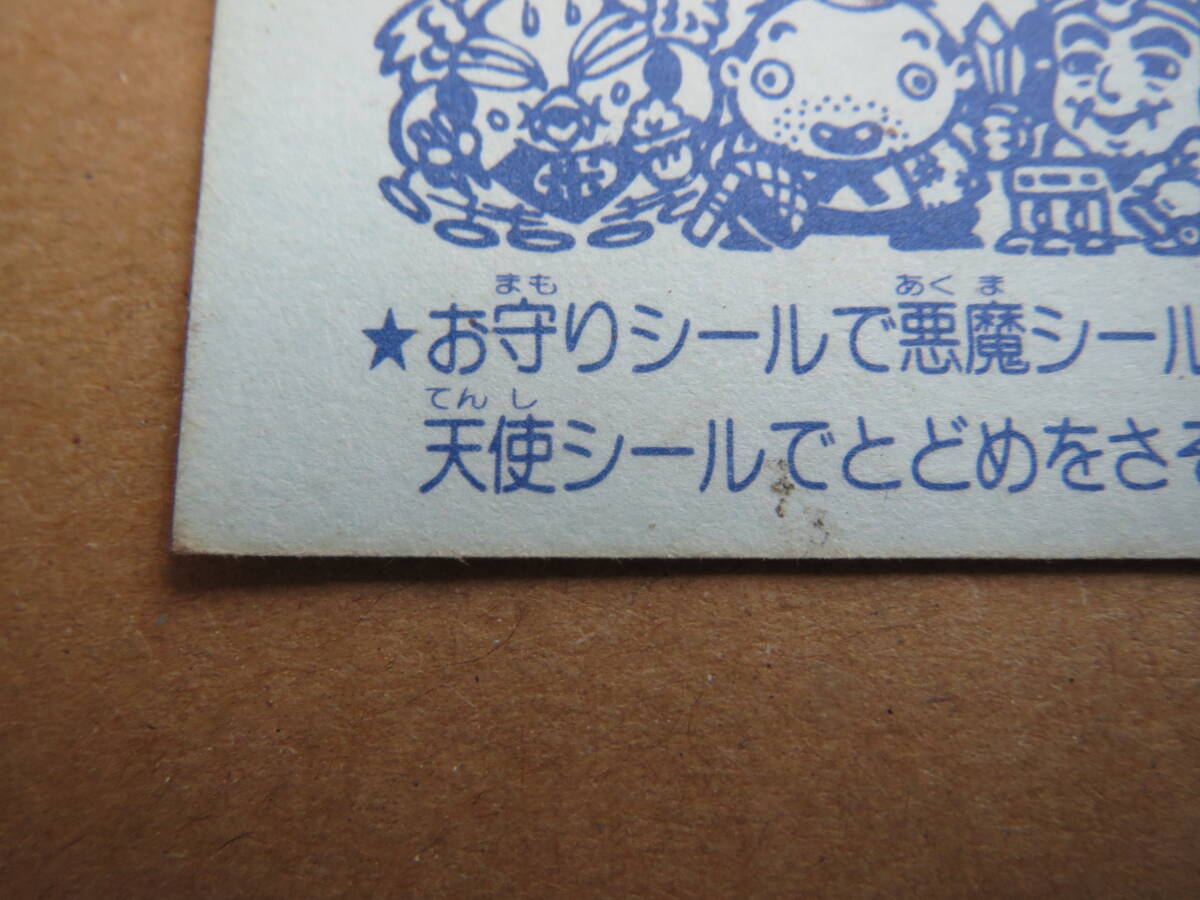 まも あくま
★お守りシールで悪魔シール
てんし
天使シールでとどめをさそ